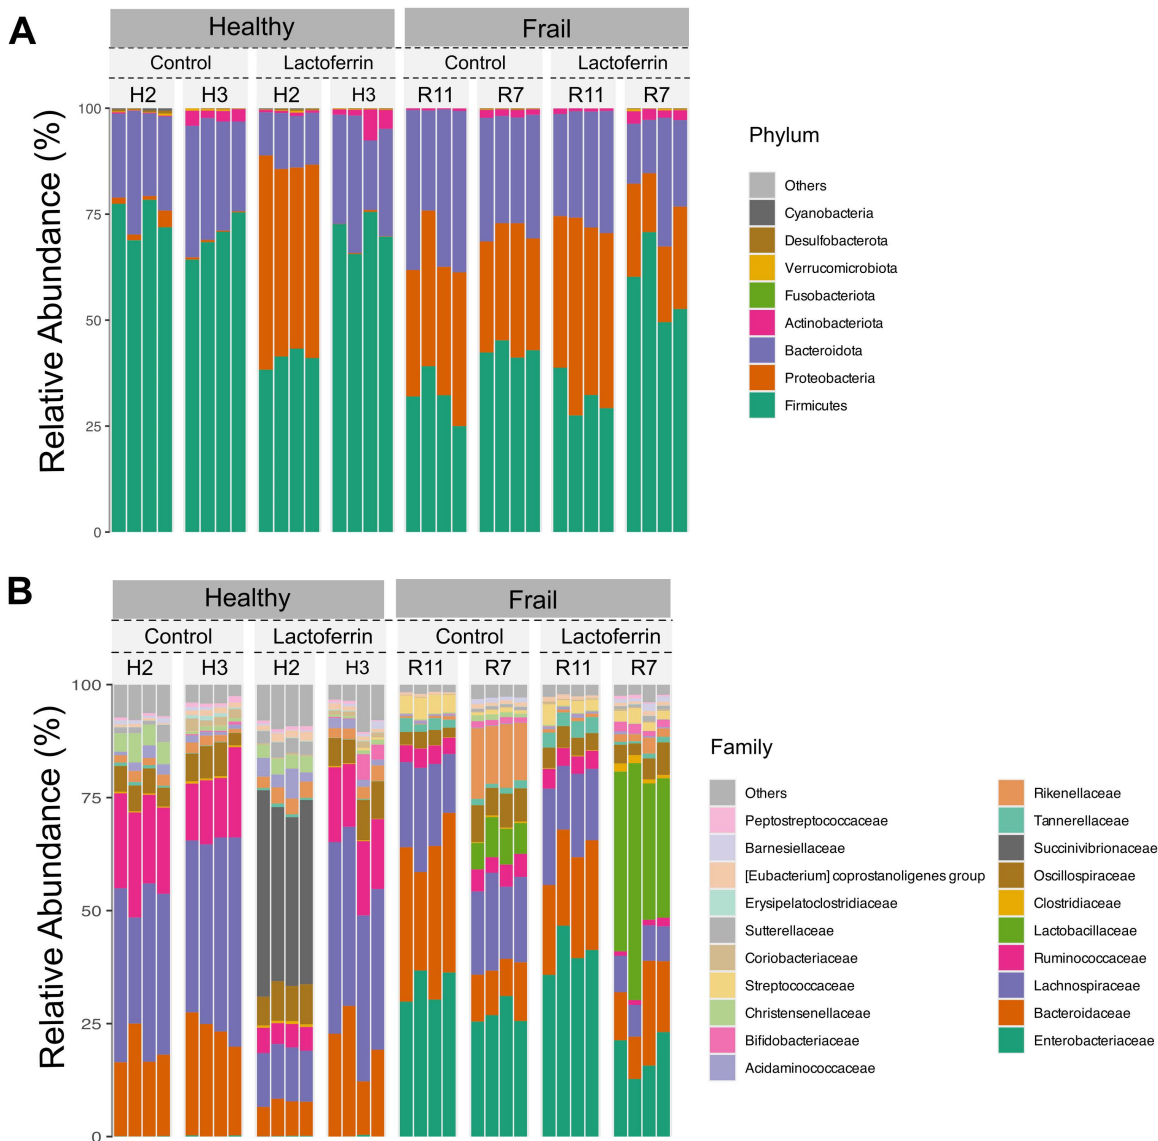 A
Healthy
Frail
Control
Lactoferrin
Control
Lactoferrin
H2
H3
H2
H3
R11
R7
R11
R7
Relative Abundance (%)
100
75
50
25
0
Phylum
Others
Cyanobacteria
Desulfobacterota
Verrucomicrobiota
Fusobacteriota
Actinobacteriota
Bacteroidota
Proteobacteria
Firmicutes
B
Healthy
Frail
Control
Lactoferrin
Control
Lactoferrin
H2
H3
H2
H3
R11
R7
R11
R7
Relative Abundance (%)
100
75
50
25
0
Family
Others
Peptostreptococcaceae
Barnesiellaceae
[Eubacterium] coprostanoligenes group
Erysipelatoclostridiaceae
Sutterellaceae
Coriobacteriaceae
Streptococcaceae
Christensenellaceae
Bifidobacteriaceae
Acidaminococcaceae
Rikenellaceae
Tannerellaceae
Succinivibrionaceae
Oscillospiraceae
Clostridiaceae
Lactobacillaceae
Ruminococcaceae
Lachnospiraceae
Bacteroidaceae
Enterobacteriaceae